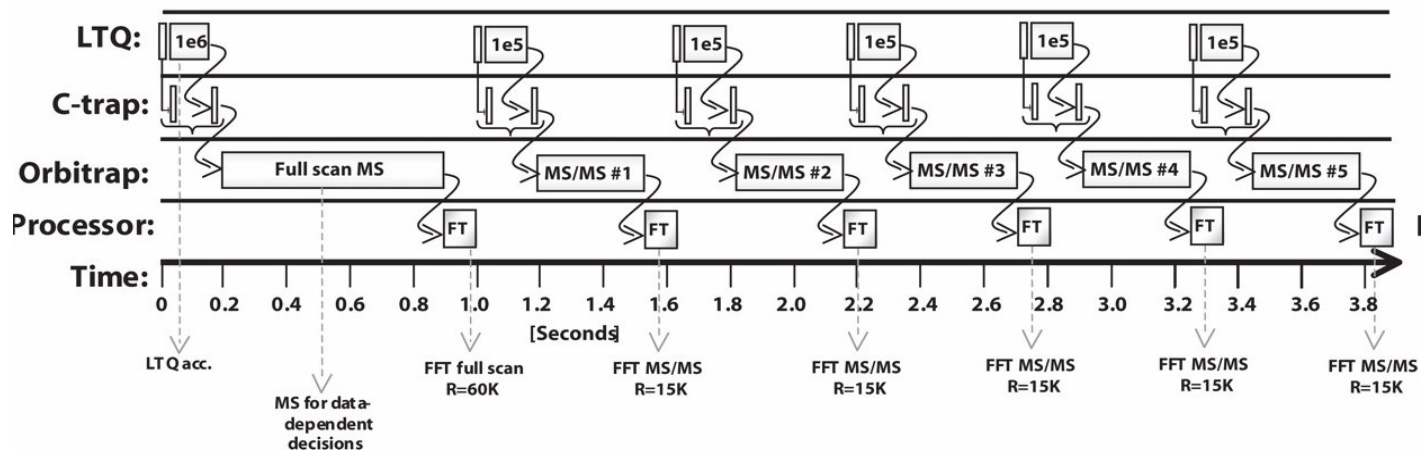 LTQ: 1e6 1e5 1e5 1e5 1e5 1e5
C-trap:
Orbitrap: Full scan MS MS/MS #1 MS/MS #2 MS/MS #3 MS/MS #4 MS/MS #5
Processor: FT FT FT FT FT FT
Time: 0 0.2 0.4 0.6 0.8 1.0 1.2 1.4 1.6 1.8 2.0 2.2 2.4 2.6 2.8 3.0 3.2 3.4 3.6 3.8
[Seconds]
LTQ acc.
MS for data-
dependent
decisions
FFT full scan
R=60K
FFT MS/MS
R=15K
FFT MS/MS
R=15K
FFT MS/MS
R=15K
FFT MS/MS
R=15K
FFT MS/MS
R=15K